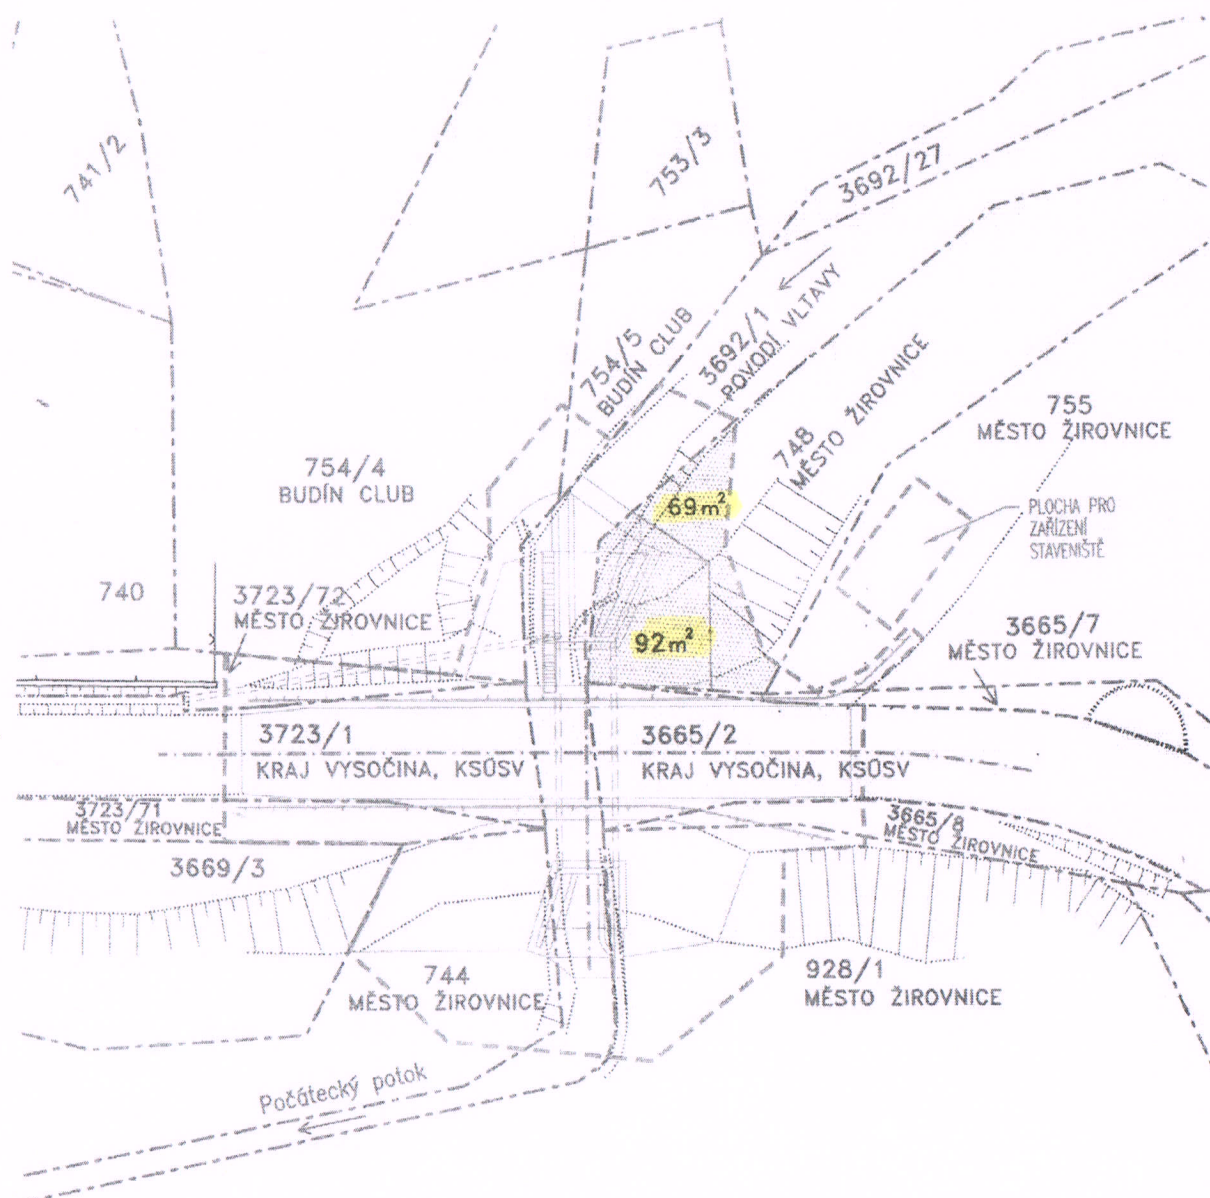 741/2
753/3
3692/27
754/5
BUDÍN CLUB
3692/1
POVODÍ VLTAVY
748
MĚSTO ŽIROVNICE
755
MĚSTO ŽIROVNICE
754/4
BUDÍN CLUB
69m²
PLOCHA PRO
ZAŘÍZENÍ
STAVENIŠTĚ
740
3723/72
MĚSTO ŽIROVNICE
92m²
3665/7
MĚSTO ŽIROVNICE
3723/1
KRAJ VYSOČINA, KSÚSV
3665/2
KRAJ VYSOČINA, KSÚSV
3723/71
MĚSTO ŽIROVNICE
3665/8
MĚSTO ŽIROVNICE
3669/3
744
MĚSTO ŽIROVNICE
928/1
MĚSTO ŽIROVNICE
Počátecký potok